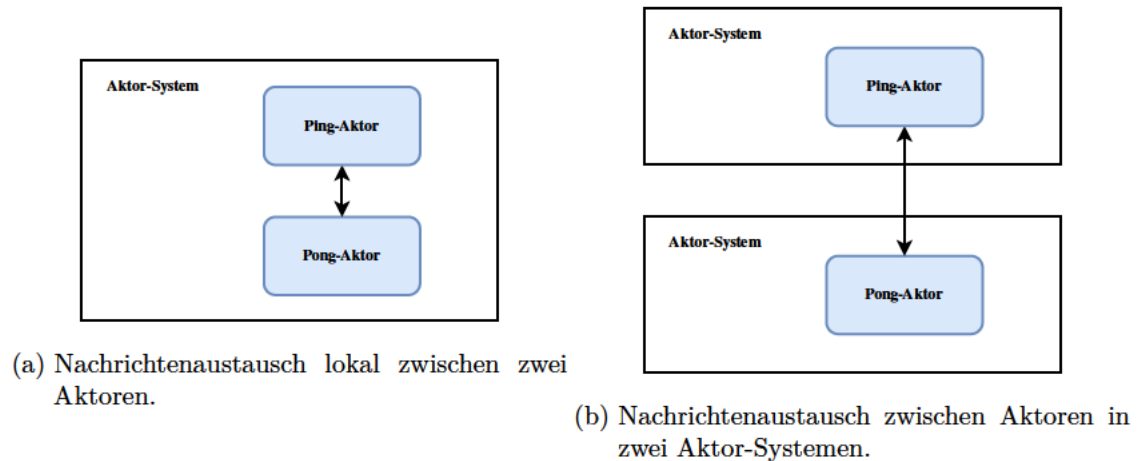 Aktor-System
Ping-Aktor
Pong-Aktor
(a) Nachrichtenaustausch lokal zwischen zwei
Aktoren.
Aktor-System
Ping-Aktor
Aktor-System
Pong-Aktor
(b) Nachrichtenaustausch zwischen Aktoren in
zwei Aktor-Systemen.